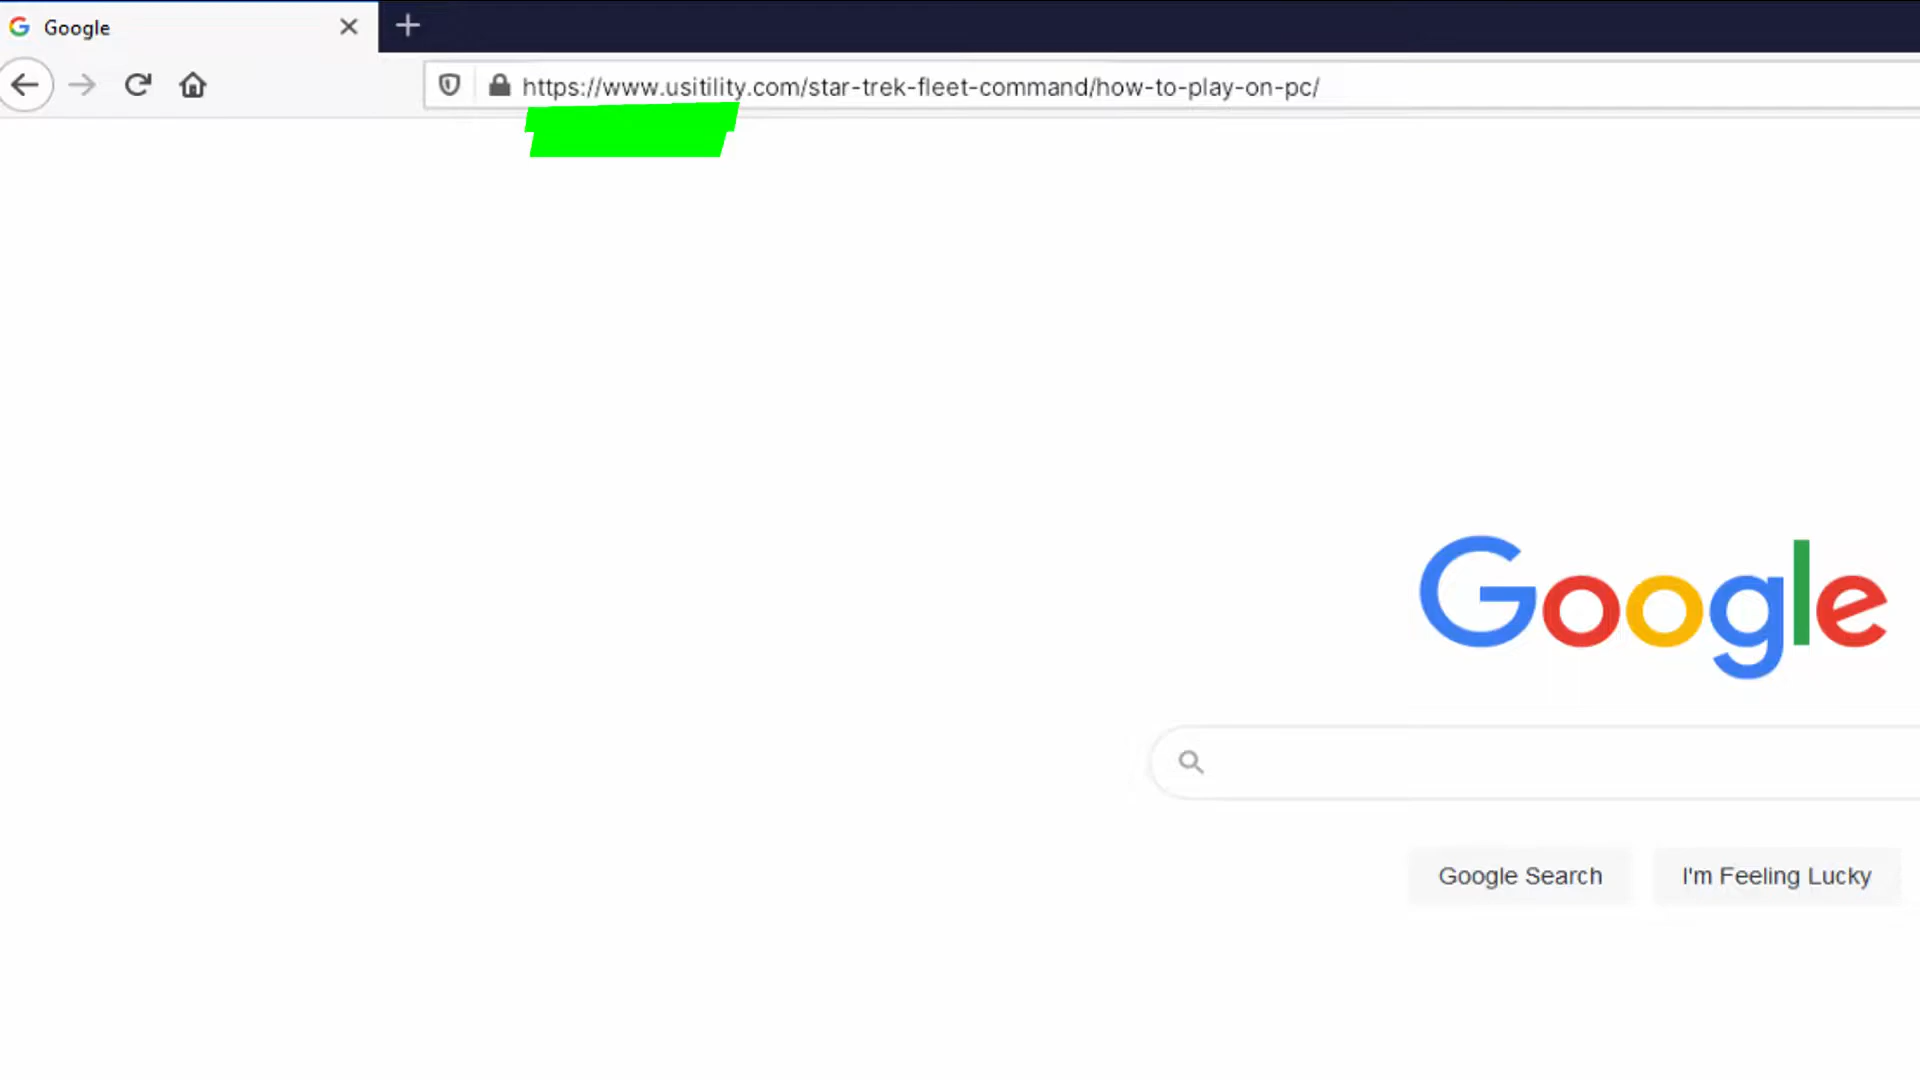 Google
https://www.usitility.com/star-trek-fleet-command/how-to-play-on-pc/
Google
Google Search
I'm Feeling Lucky